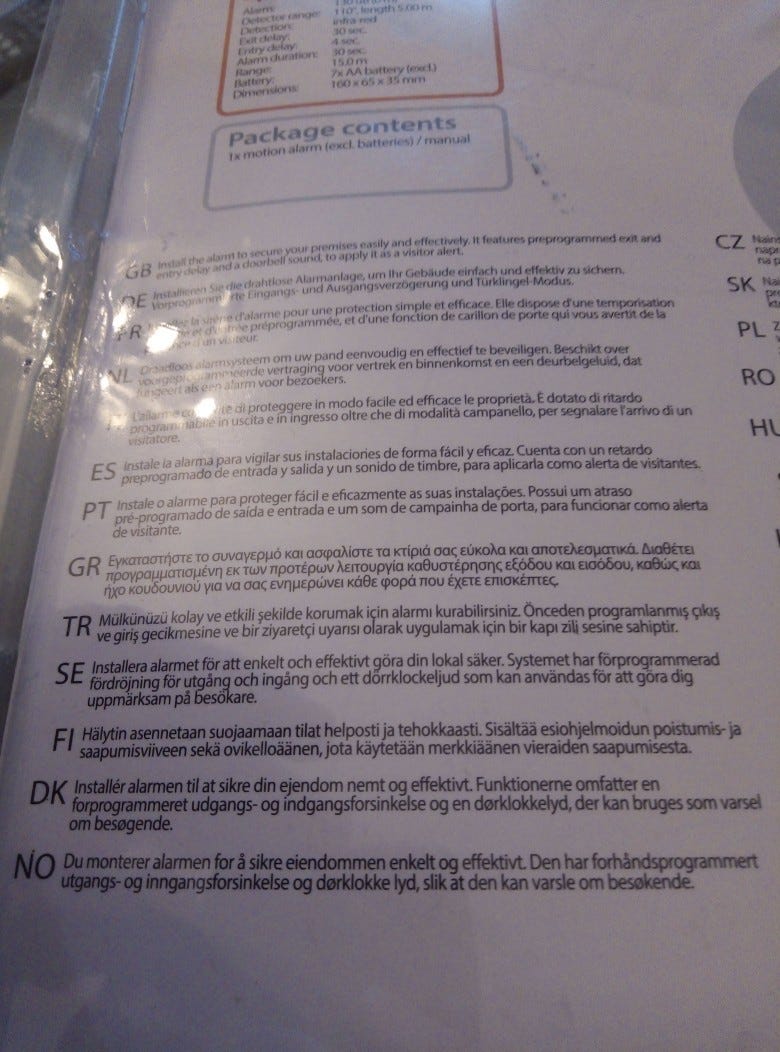 Alarm:
Detector range: 110°, length 5.00 m
Detection: infra-red
Exit delay: 30 sec.
Entry delay: 4 sec.
Alarm duration: 30 sec.
Range: 15.0 m
Battery: 7x AA battery (excl.)
Dimensions: 160 x 65 x 35 mm
Package contents
1x motion alarm (excl. batteries) / manual
GB Install the alarm to secure your premises easily and effectively. It features preprogrammed exit and
entry delay and a doorbell sound, to apply it as a visitor alert.
DE Installieren Sie die drahtlose Alarmanlage, um Ihr Gebäude einfach und effektiv zu sichern.
Vorprogrammierte Eingangs- und Ausgangsverzögerung und Türklingel-Modus.
FR la sirène d'alarme pour une protection simple et efficace. Elle dispose d'une temporisation
et d'entrée préprogrammée, et d'une fonction de carillon de porte qui vous avertit de la
d'un visiteur.
NL Draadloos alarmsysteem om uw pand eenvoudig en effectief te beveiligen. Beschikt over
voorgeprogrammeerde vertraging voor vertrek en binnenkomst en een deurbelgeluid, dat
fungeert als een alarm voor bezoekers.
L'allarme di proteggere in modo facile ed efficace le proprietà. È dotato di ritardo
programmabile in uscita e in ingresso oltre che di modalità campanello, per segnalare l'arrivo di un
visitatore.
ES Instale la alarma para vigilar sus instalaciones de forma fácil y eficaz. Cuenta con un retardo
preprogramado de entrada y salida y un sonido de timbre, para aplicarla como alerta de visitantes.
PT Instale o alarme para proteger fácil e eficazmente as suas instalações. Possui um atraso
pré-programado de saída e entrada e um som de campainha de porta, para funcionar como alerta
de visitante.
GR Εγκαταστήστε το συναγερμό και ασφαλίστε τα κτίριά σας εύκολα και αποτελεσματικά. Διαθέτει
προγραμματισμένη εκ των προτέρων λειτουργία καθυστέρησης εξόδου και εισόδου, καθώς και
ήχο κουδουνιού για να σας ενημερώνει κάθε φορά που έχετε επισκέπτες.
TR Mülkünüzü kolay ve etkili şekilde korumak için alarmı kurabilirsiniz. Önceden programlanmış çıkış
ve giriş gecikmesine ve bir ziyaretçi uyarısı olarak uygulamak için bir kapı zili sesine sahiptir.
SE Installera alarmet för att enkelt och effektivt göra din lokal säker. Systemet har förprogrammerad
fördröjning för utgång och ingång och ett dörrklockeljud som kan användas för att göra dig
uppmärksam på besökare.
FI Hälytin asennetaan suojaamaan tilat helposti ja tehokkaasti. Sisältää esiohjelmoidun poistumis- ja
saapumisviiveen sekä ovikelloäänen, jota käytetään merkkiäänen vieraiden saapumisesta.
DK Installér alarmen til at sikre din ejendom nemt og effektivt. Funktionerne omfatter en
forprogrammeret udgangs- og indgangsforsinkelse og en dørklokkelyd, der kan bruges som varsel
om besøgende.
NO Du monterer alarmen for å sikre eiendommen enkelt og effektivt. Den har forhåndsprogrammert
utgangs- og inngangsforsinkelse og dørklokke lyd, slik at den kan varsle om besøkende.
CZ
na p
SK
PL
RO
HU